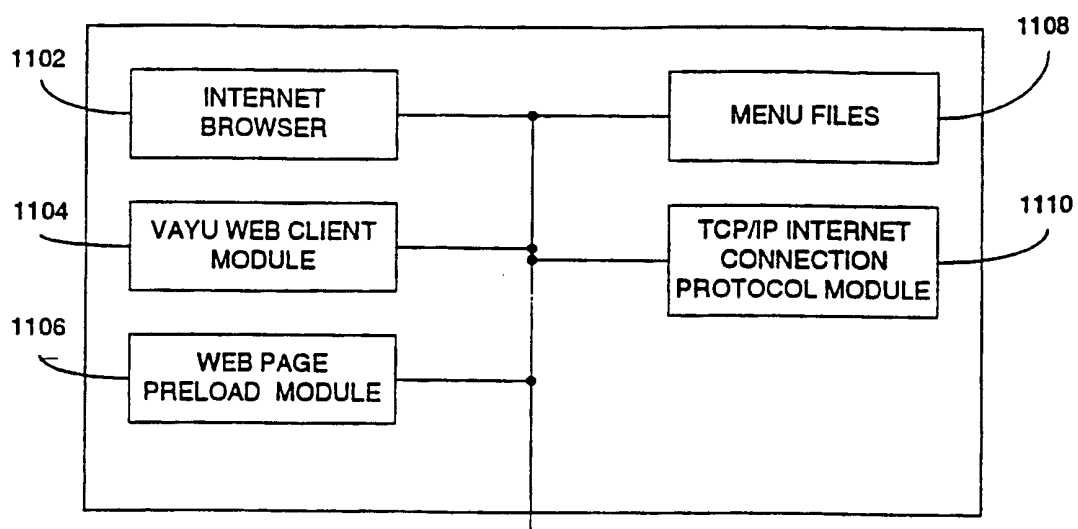 1102
INTERNET
BROWSER
1108
MENU FILES
1104
VAYU WEB CLIENT
MODULE
1110
TCP/IP INTERNET
CONNECTION
PROTOCOL MODULE
1106
WEB PAGE
PRELOAD MODULE